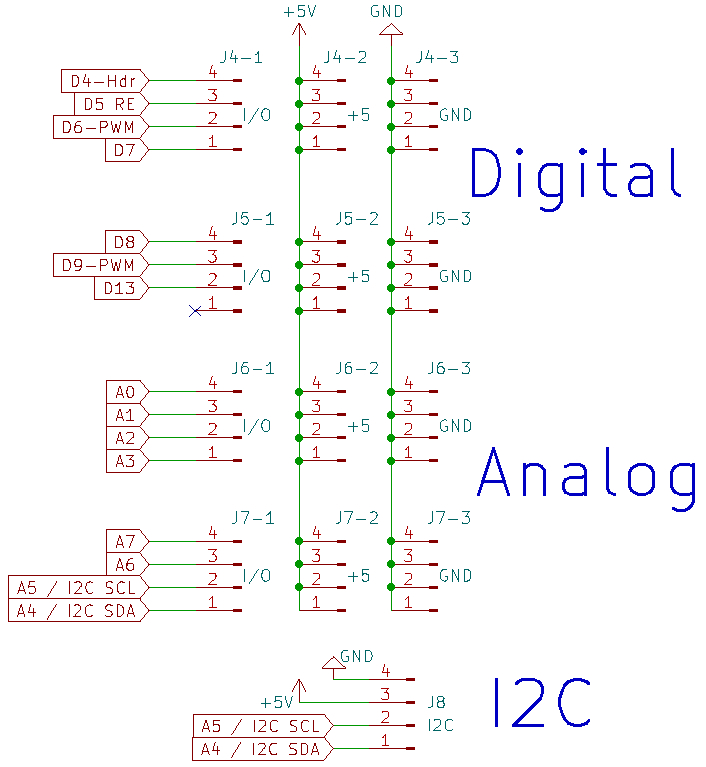 +5V GND
J4-1 J4-2 J4-3
D4-Hdr 4 4 4
D5 RE 3 3 3
I/O +5 GND
D6-PWM 2 2 2
D7 1 1 1
Digital
J5-1 J5-2 J5-3
D8 4 4 4
D9-PWM 3 3 3
I/O +5 GND
D13 2 2 2
1 1 1
J6-1 J6-2 J6-3
A0 4 4 4
A1 3 3 3
I/O +5 GND
A2 2 2 2
A3 1 1 1
Analog
J7-1 J7-2 J7-3
A7 4 4 4
A6 3 3 3
I/O +5 GND
A5 / I2C SCL 2 2 2
A4 / I2C SDA 1 1 1
GND 4
+5V 3 J8
A5 / I2C SCL 2 I2C
A4 / I2C SDA 1
I2C